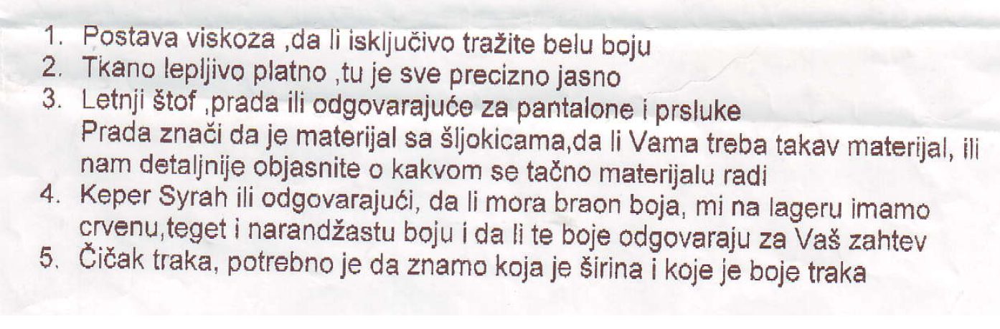 1. Postava viskoza ,da li isključivo tražite belu boju
2. Tkano lepljivo platno ,tu je sve precizno jasno
3. Letnji štof ,prada ili odgovarajuće za pantalone i prsluke
Prada znači da je materijal sa šljokicama,da li Vama treba takav materijal, ili
nam detaljnije objasnite o kakvom se tačno materijalu radi
4. Keper Syrah ili odgovarajući, da li mora braon boja, mi na lageru imamo
crvenu,teget i narandžastu boju i da li te boje odgovaraju za Vaš zahtev
5. Čičak traka, potrebno je da znamo koja je širina i koje je boje traka